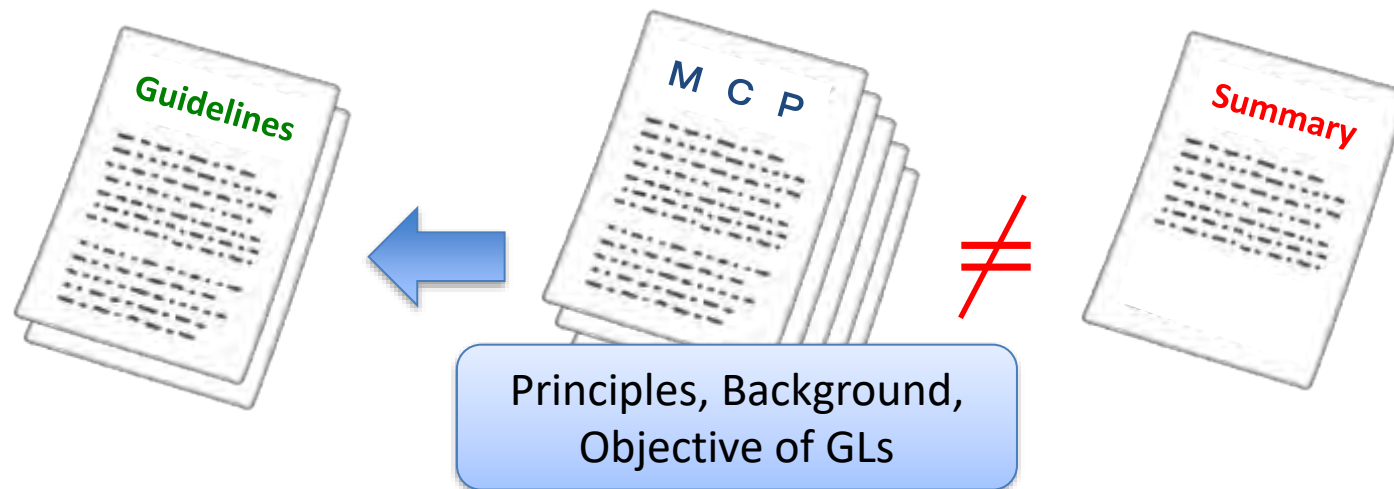 Guidelines
M C P
Summary
≠
Principles, Background,
Objective of GLs